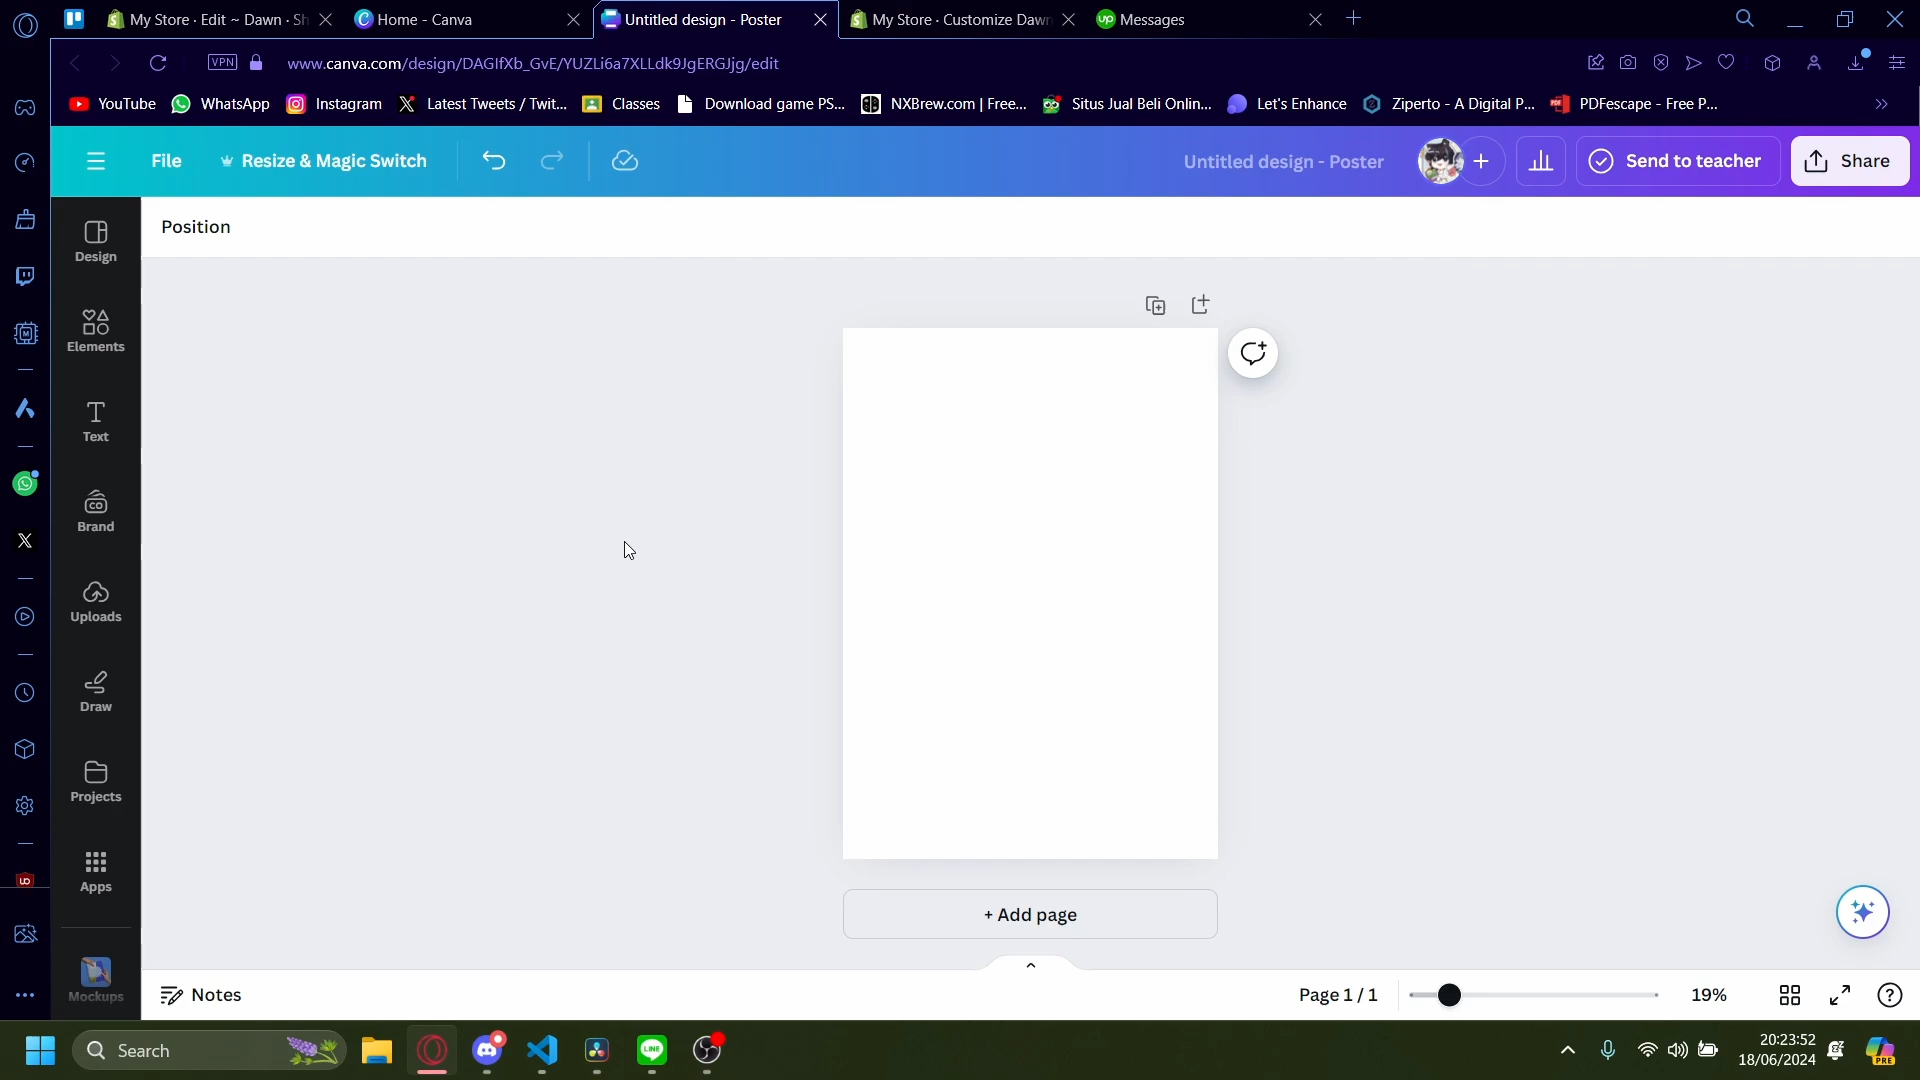 My Store · Edit ~ Dawn · Sh
Home - Canva
Untitled design - Poster
My Store · Customize Dawn
Messages
VPN
www.canva.com/design/DAGIfXb_GvE/YUZLi6a7XLLdk9JgERGJjg/edit
YouTube
WhatsApp
Instagram
Latest Tweets / Twit...
Classes
Download game PS...
NXBrew.com | Free...
Situs Jual Beli Onlin...
Let's Enhance
Ziperto - A Digital P...
PDFescape - Free P...
File
Resize & Magic Switch
Untitled design - Poster
Send to teacher
Share
Position
Design
Elements
Text
Brand
Uploads
Draw
Projects
Apps
Mockups
+ Add page
Notes
Page 1 / 1
19%
Search
20:23:52
18/06/2024